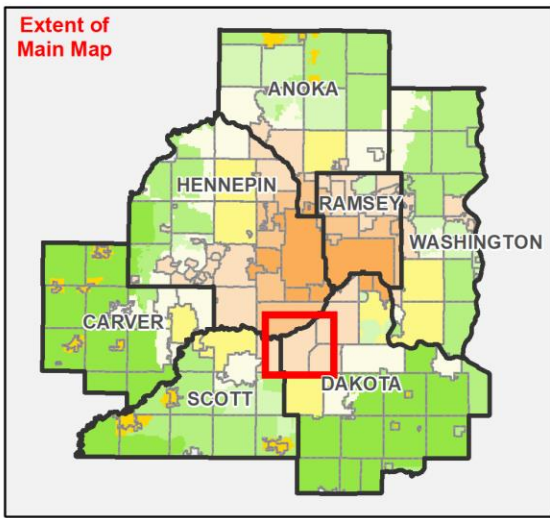 Extent of
Main Map
ANOKA
HENNEPIN
RAMSEY
WASHINGTON
CARVER
SCOTT
DAKOTA